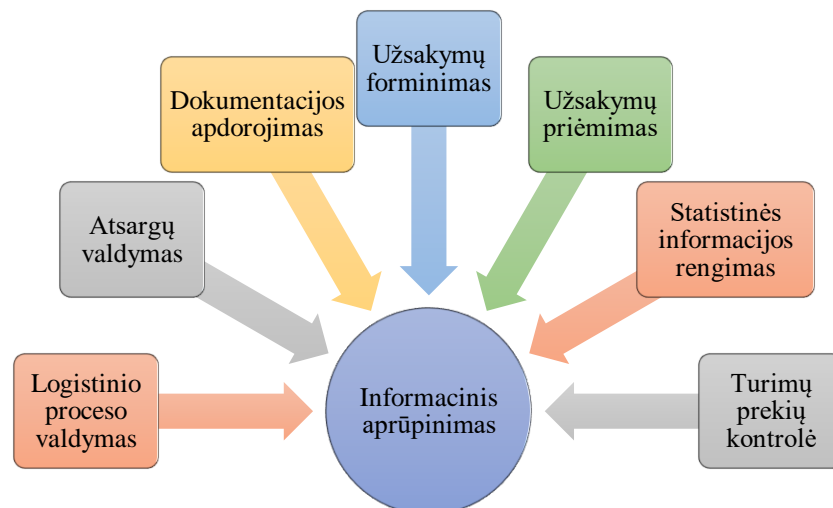 Užsakymų
forminimas
Dokumentacijos
apdorojimas
Užsakymų
priėmimas
Atsargų
valdymas
Statistinės
informacijos
rengimas
Logistinio
proceso
valdymas
Informacinis
aprūpinimas
Turimų
prekių
kontrolė